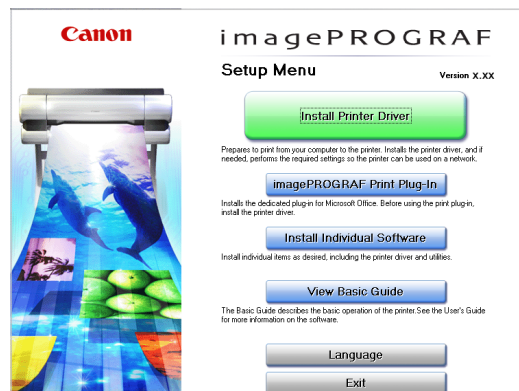 Canon
imagePROGRAF
Setup Menu
Version X.XX
Install Printer Driver
Prepares to print from your computer to the printer. Installs the printer driver, and if
needed, performs the required settings so the printer can be used on a network.
imagePROGRAF Print Plug-In
Installs the dedicated plug-in for Microsoft Office. Before using the print plug-in,
install the printer driver.
Install Individual Software
Install individual items as desired, including the printer driver and utilities.
View Basic Guide
The Basic Guide describes the basic operation of the printer.See the User's Guide
for more information on the software.
Language
Exit